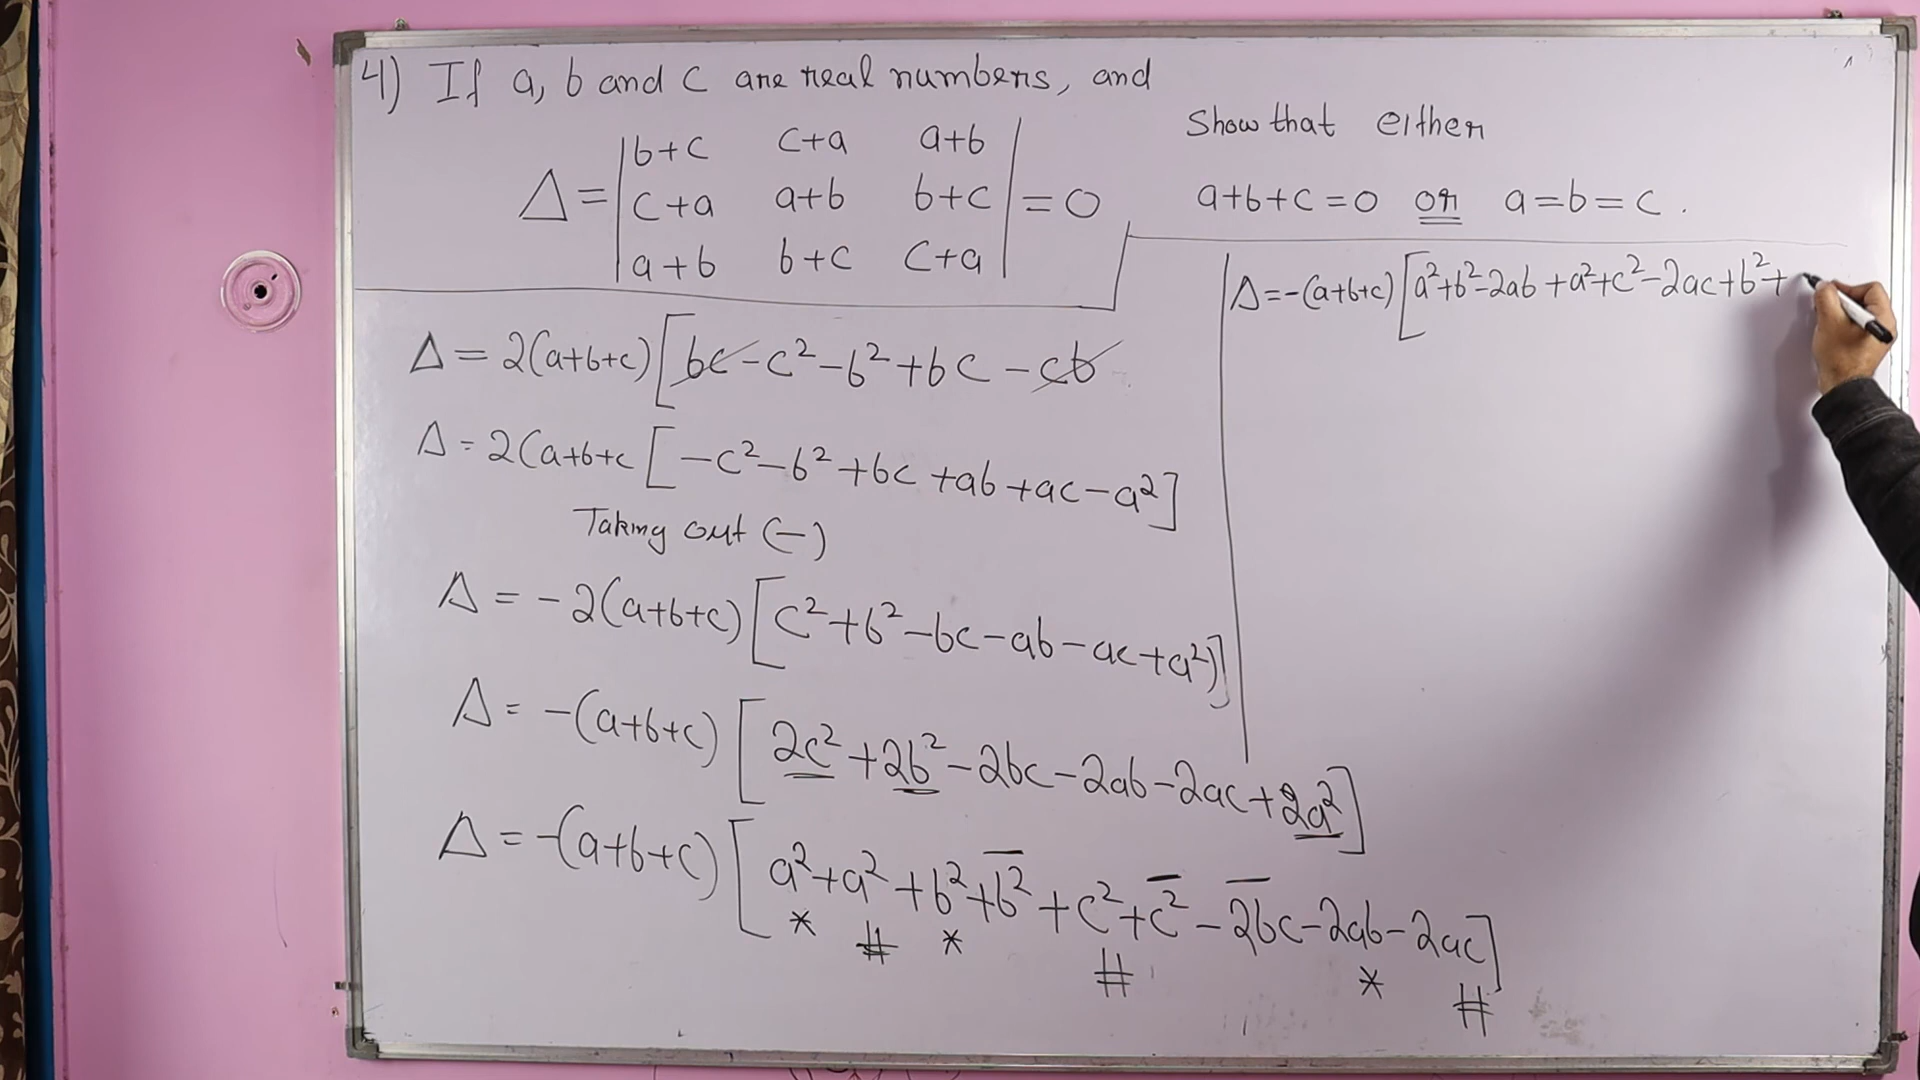 4) If a, b and c are real numbers, and
Δ = | b+c c+a a+b |
| c+a a+b b+c | = 0
| a+b b+c c+a |
Show that either
a+b+c = 0 or a = b = c .
Δ = 2(a+b+c) [ bc - c² - b² + bc - cb
Δ = 2(a+b+c [ -c² - b² + bc + ab + ac - a² ]
Taking out (-)
Δ = - 2(a+b+c) [ c² + b² - bc - ab - ac + a²) ]
Δ = -(a+b+c) [ 2c² + 2b² - 2bc - 2ab - 2ac + 2a² ]
Δ = -(a+b+c) [ a² + a² + b² + b² + c² + c² - 2bc - 2ab - 2ac ]
* # * # * #
Δ = -(a+b+c) [ a² + b² - 2ab + a² + c² - 2ac + b² +